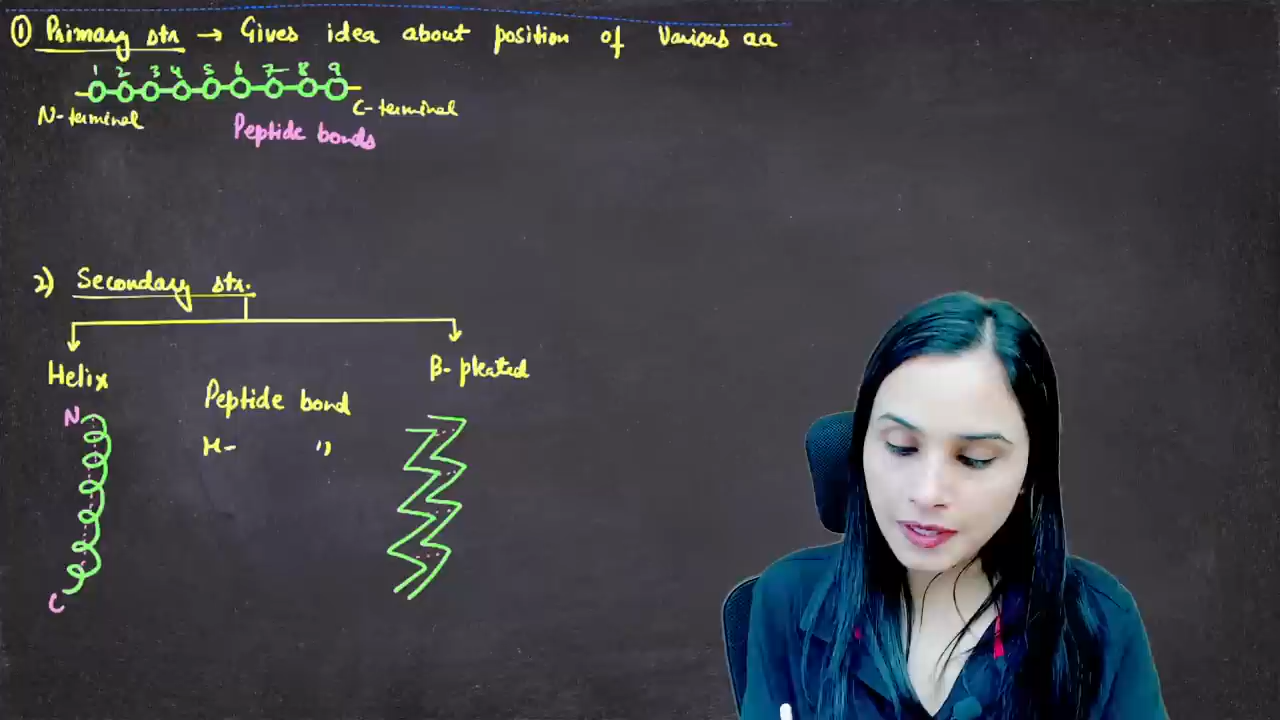 ① Primary str → Gives idea about position of Various aa
1 2 3 4 5 6 7 8 9
N-terminal
C-terminal
Peptide bonds
2) Secondary str.
Helix
β-pleated
Peptide bond
H- "
N
C